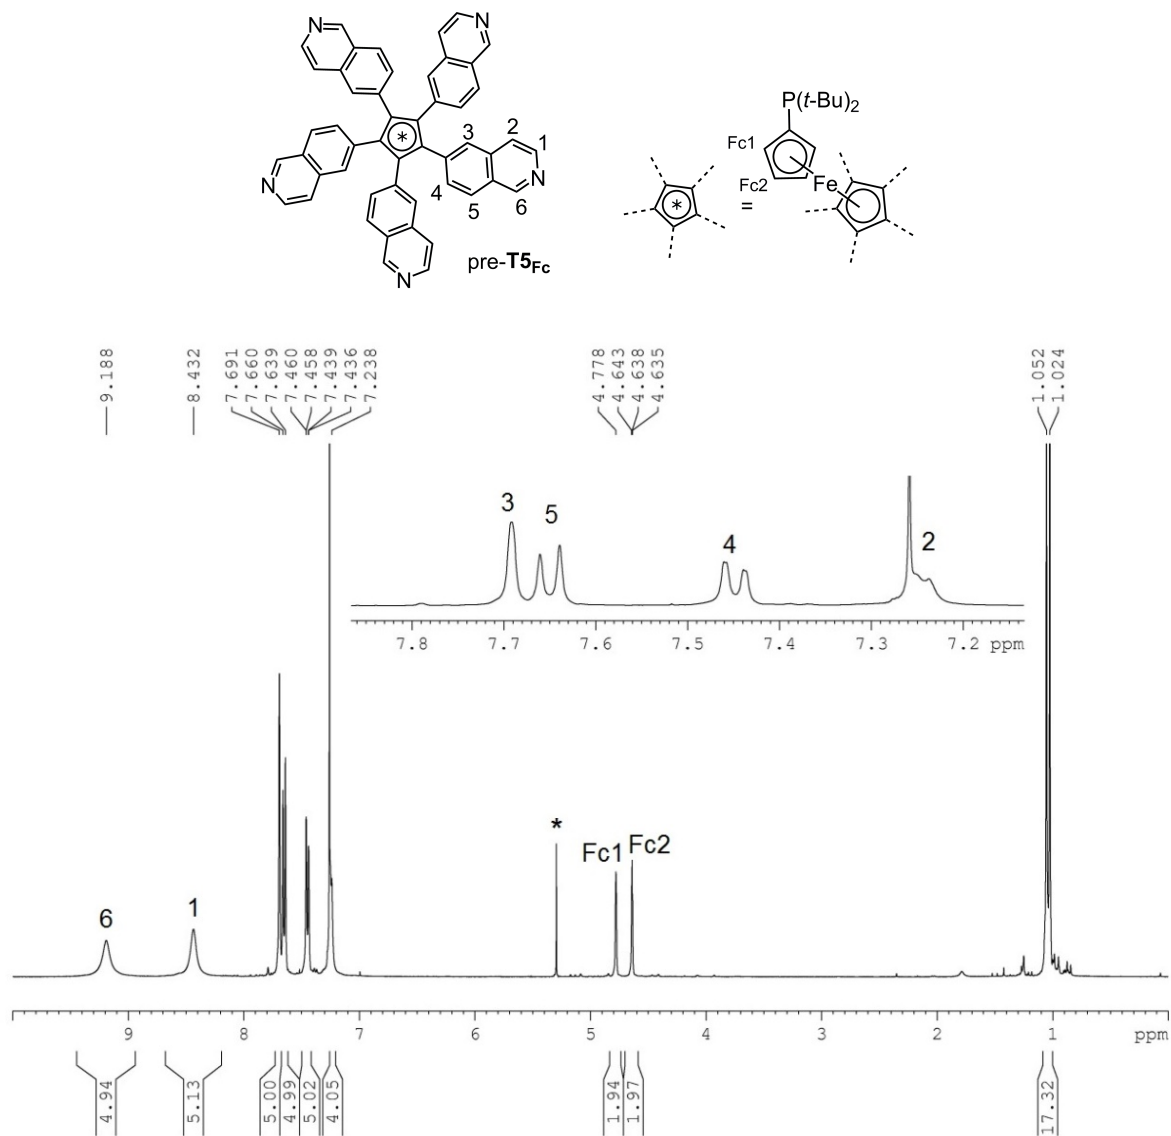 N
N
P(t-Bu)2
Fc1
Fc2
Fe
*
*
=
3
2
1
N
4
5
6
N
N
pre-T5Fc
9.188
8.432
7.691
7.660
7.639
7.460
7.458
7.439
7.436
7.238
4.778
4.643
4.638
4.635
1.052
1.024
3
5
4
2
7.8 7.7 7.6 7.5 7.4 7.3 7.2 ppm
*
Fc1
Fc2
6
1
9 8 7 6 5 4 3 2 1 ppm
4.94
5.13
5.00
4.99
5.02
4.05
1.94
1.97
17.32